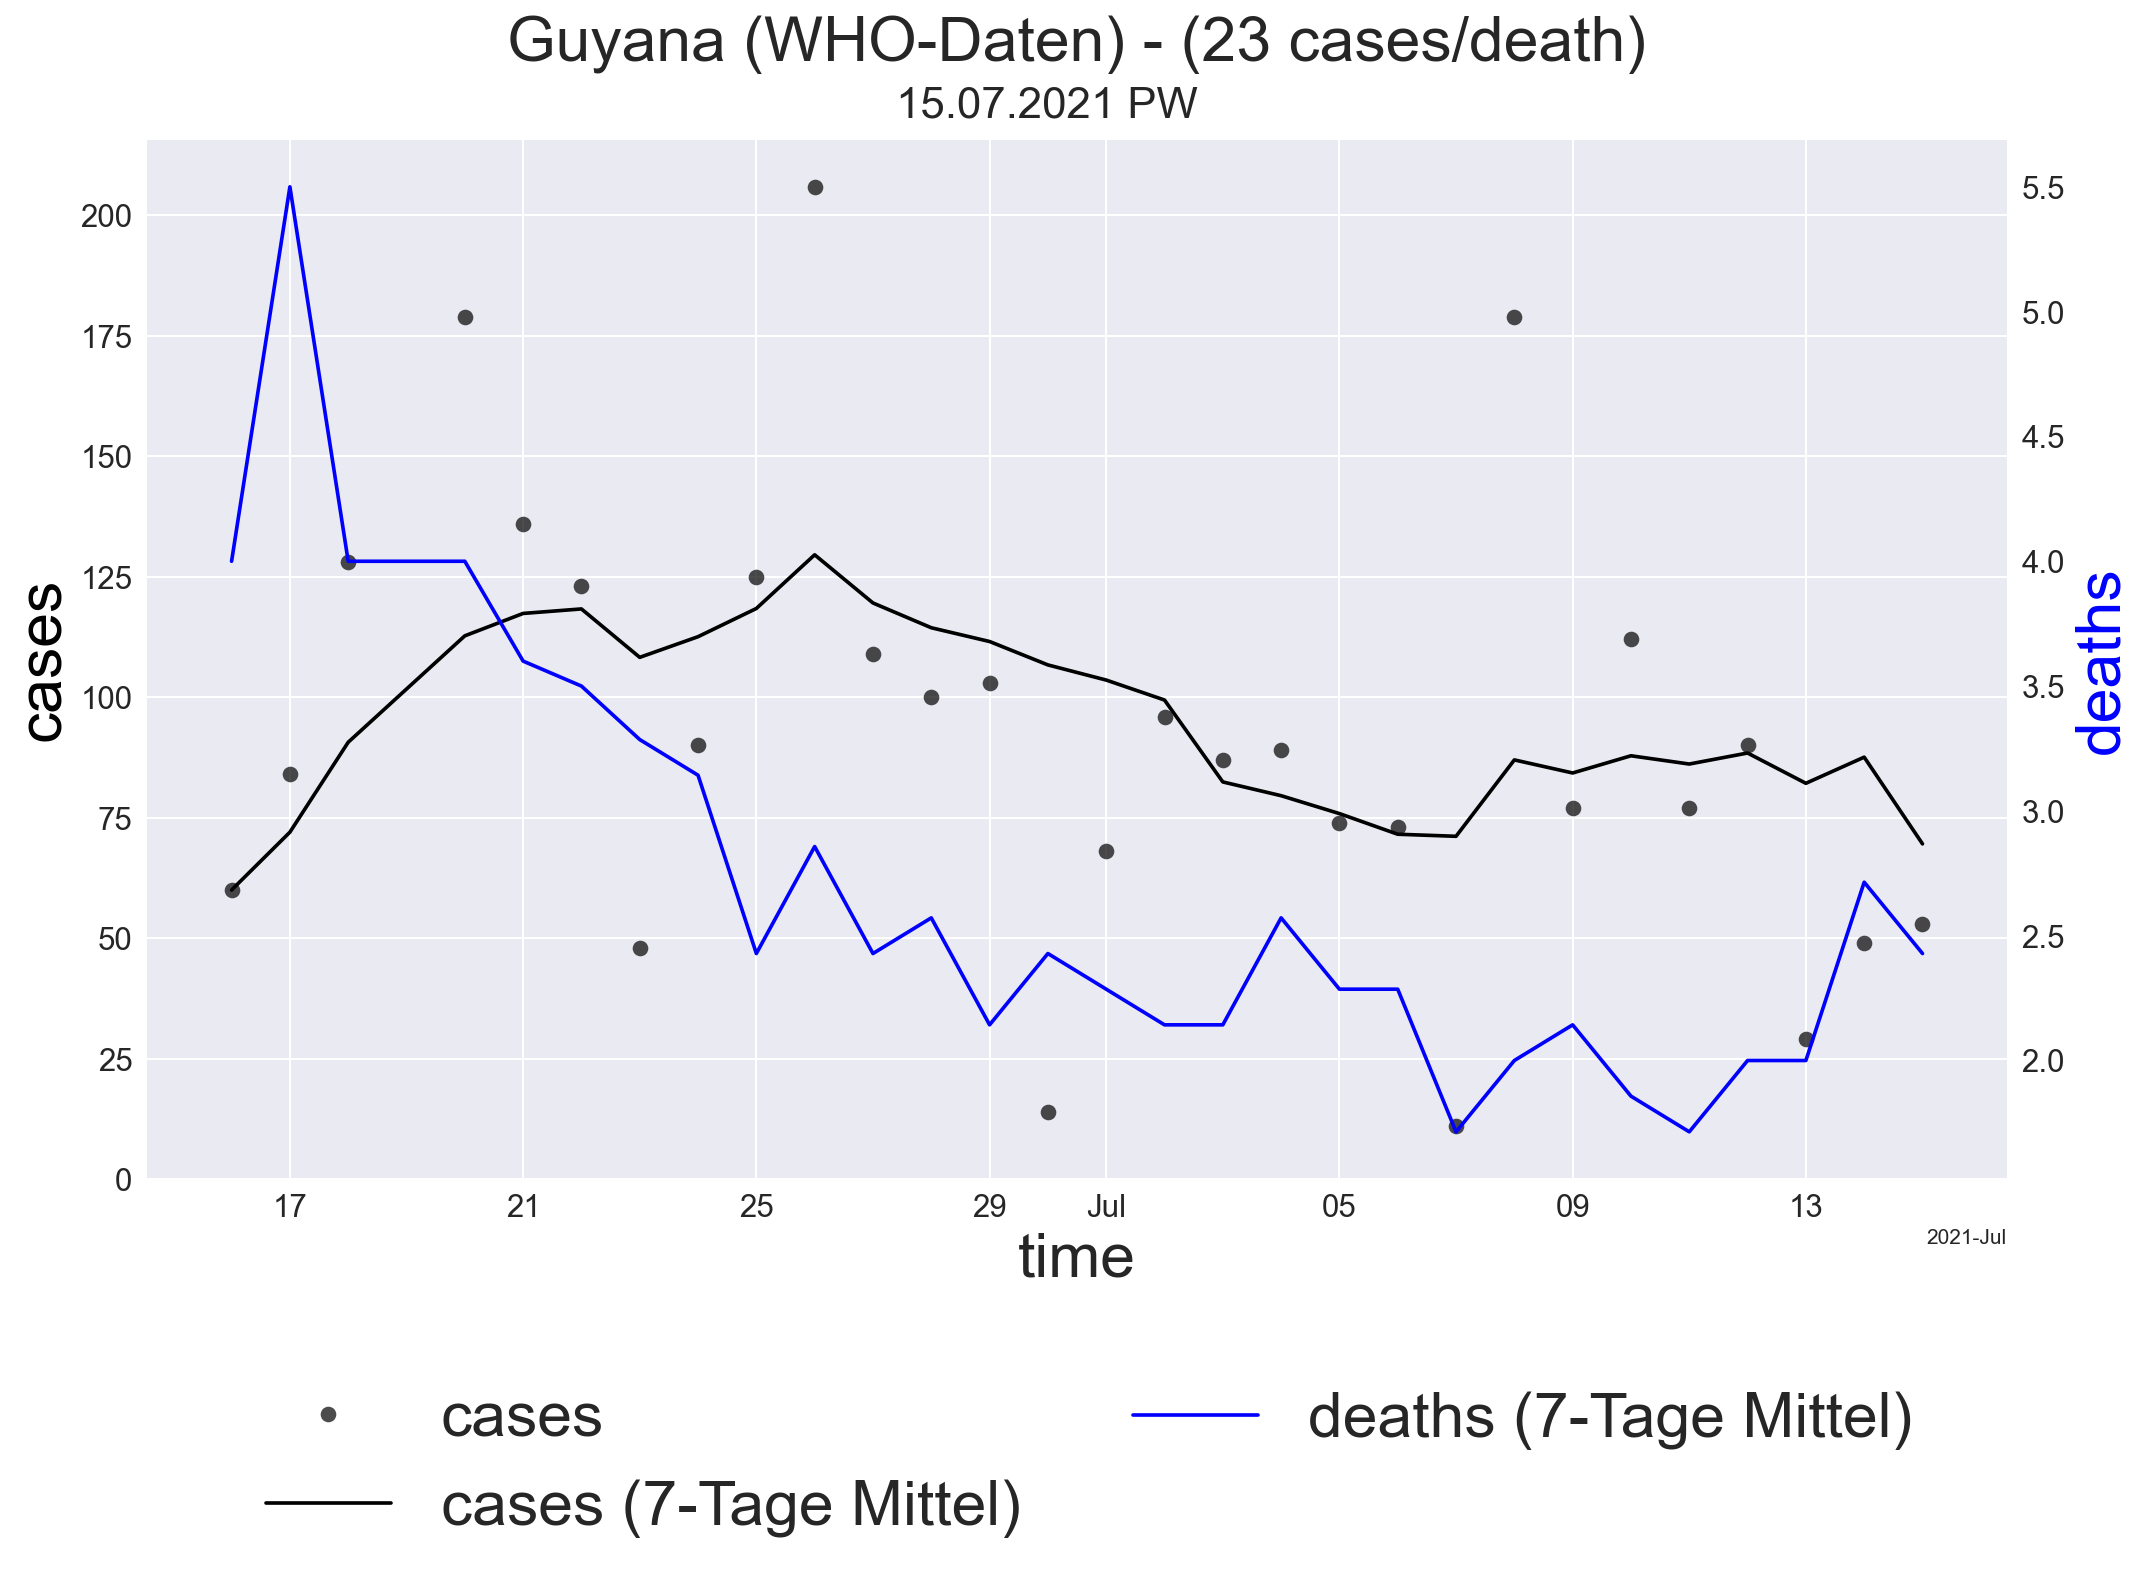 Guyana (WHO-Daten) - (23 cases/death)
15.07.2021 PW
cases
200
175
150
125
100
75
50
25
0
5.5
5.0
4.5
4.0
3.5
3.0
2.5
2.0
deaths
17 21 25 29 Jul 05 09 13
2021-Jul
time
cases
cases (7-Tage Mittel)
deaths (7-Tage Mittel)